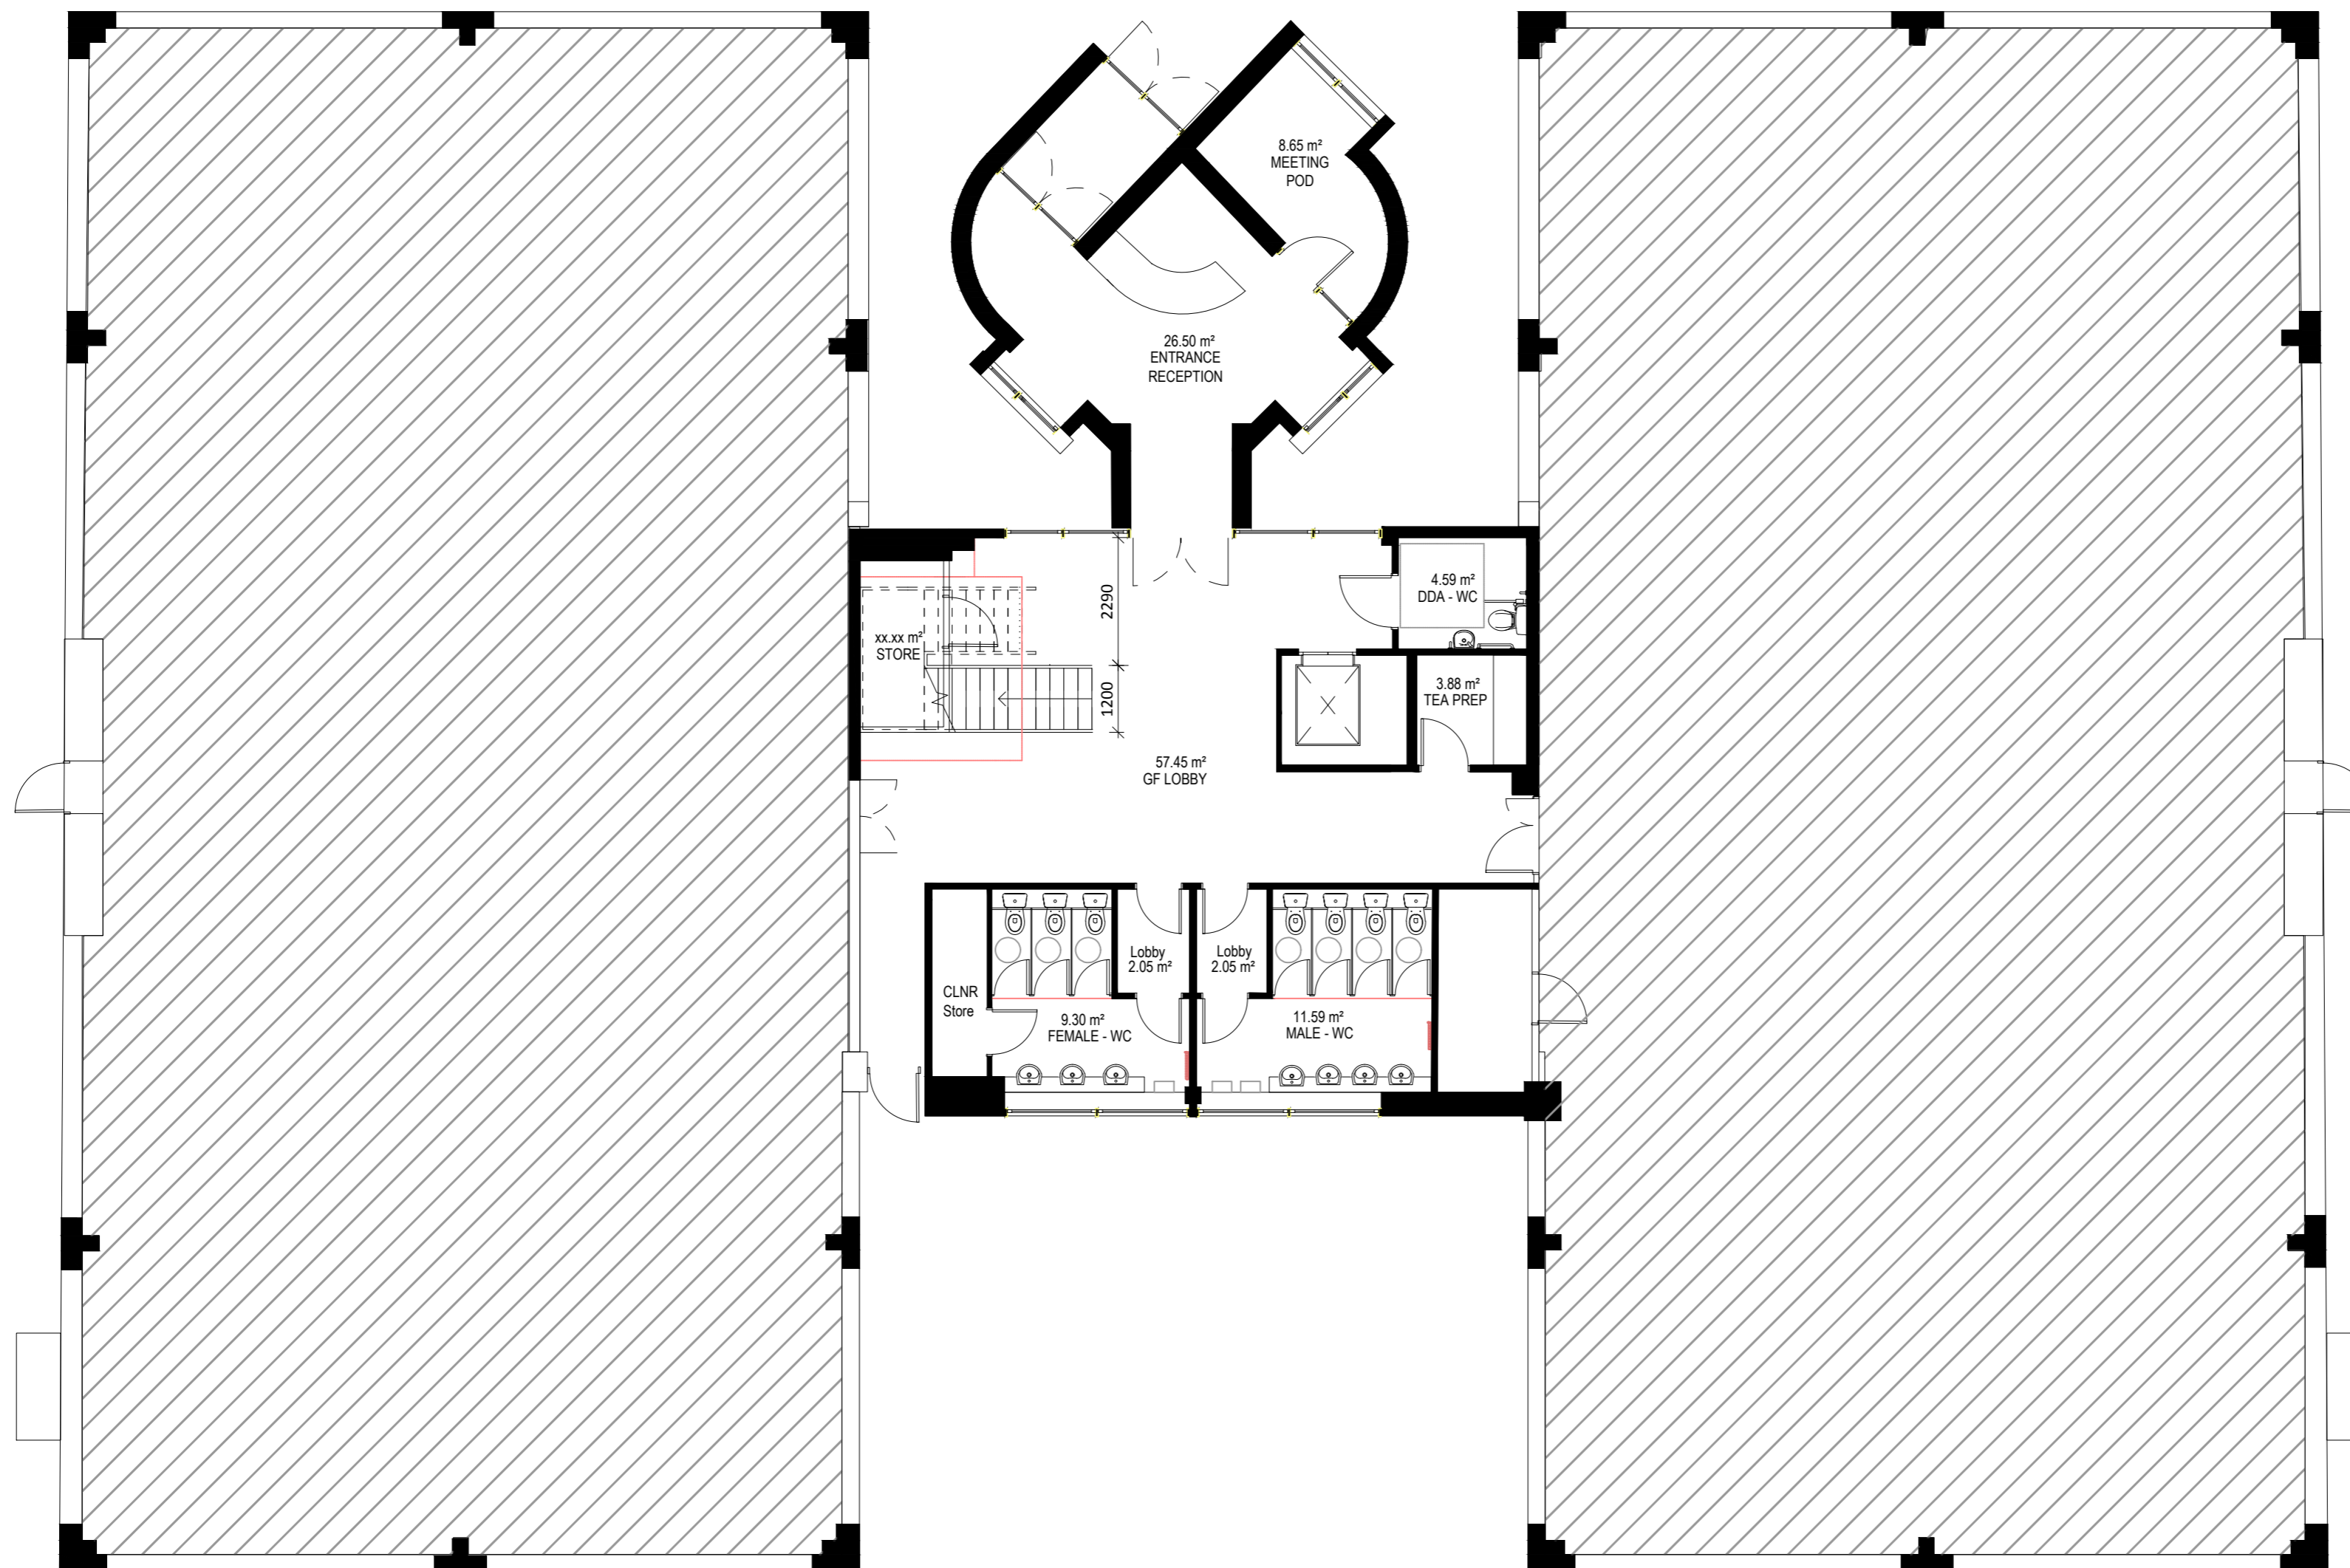 8.65 m²
MEETING
POD
26.50 m²
ENTRANCE
RECEPTION
2290
4.59 m²
DDA - WC
xx.xx m²
STORE
1200
3.88 m²
TEA PREP
57.45 m²
GF LOBBY
Lobby
2.05 m²
Lobby
2.05 m²
CLNR
Store
9.30 m²
FEMALE - WC
11.59 m²
MALE - WC